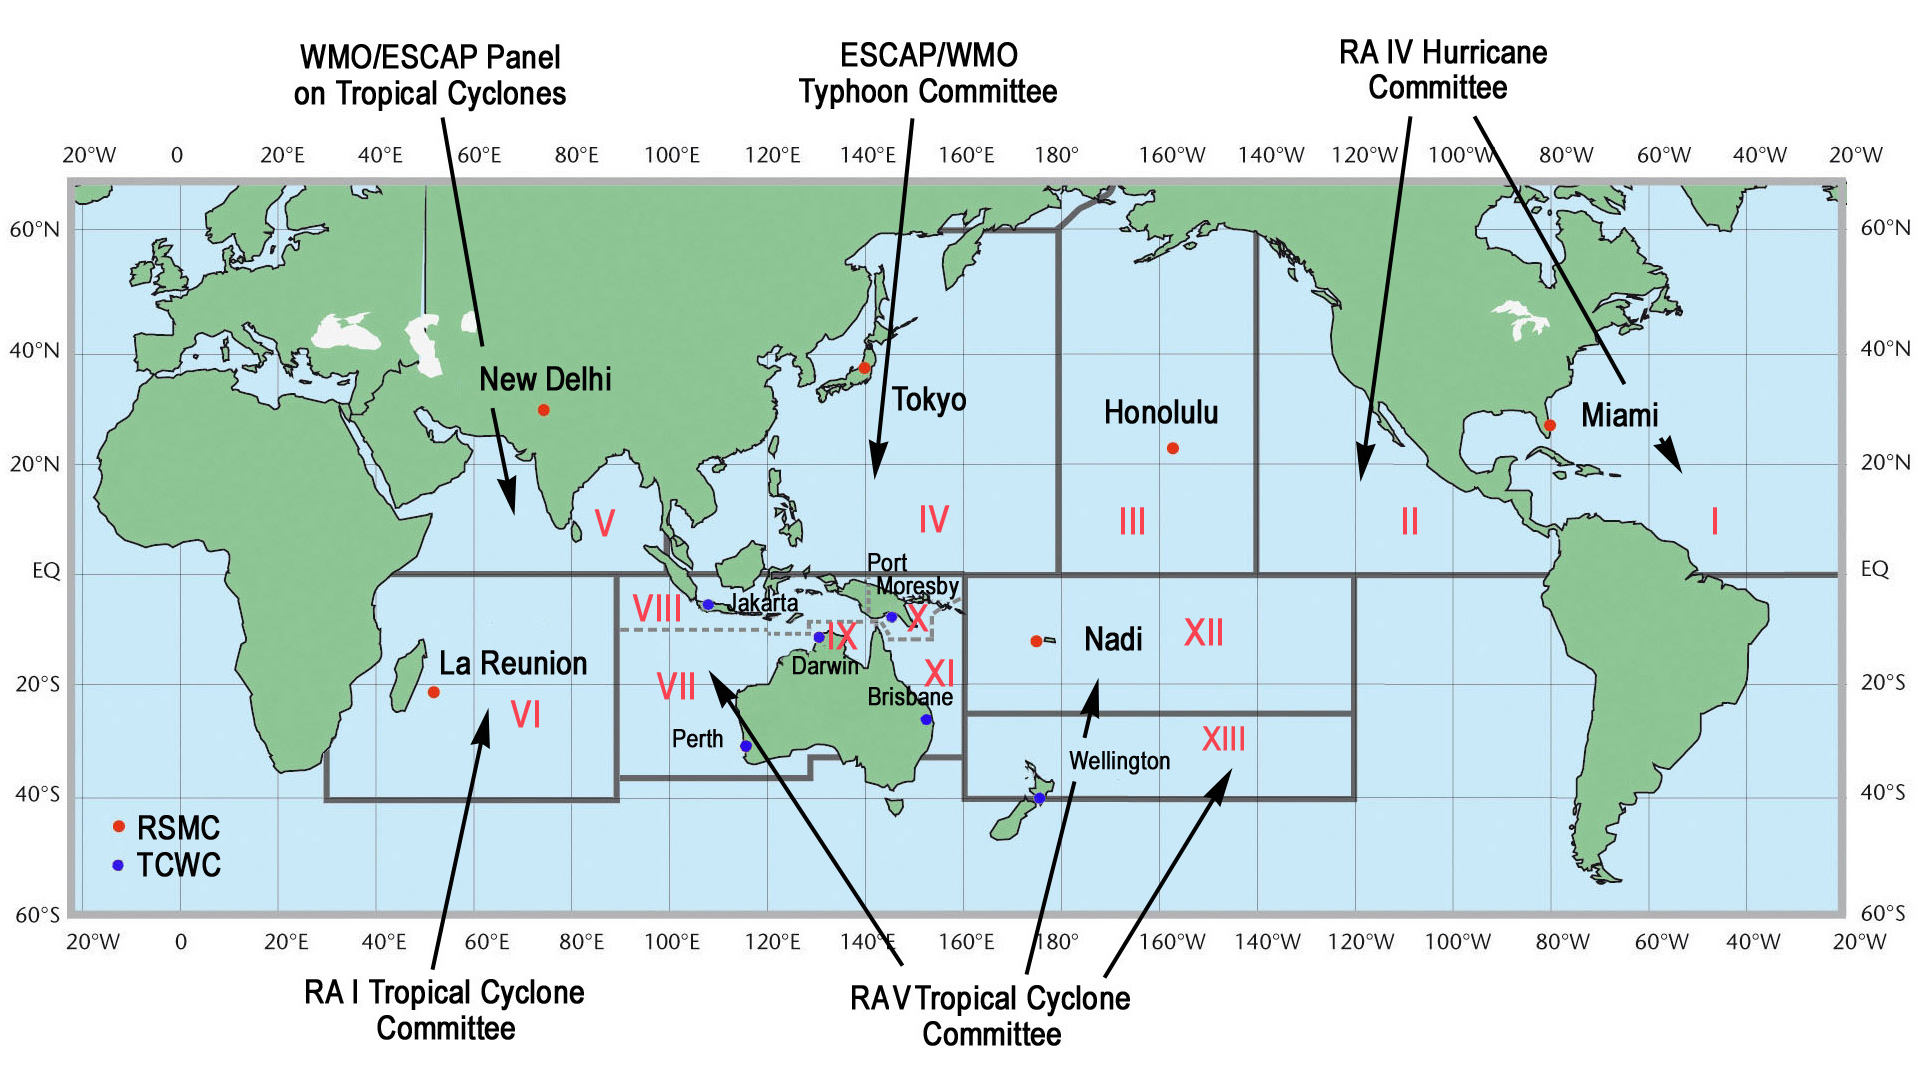 WMO/ESCAP Panel
on Tropical Cyclones
ESCAP/WMO
Typhoon Committee
RA IV Hurricane
Committee
20°W 0 20°E 40°E 60°E 80°E 100°E 120°E 140°E 160°E 180° 160°W 140°W 120°W 100°W 80°W 60°W 40°W 20°W
60°N 60°N
40°N 40°N
New Delhi
Tokyo
Honolulu
Miami
20°N 20°N
V IV III II I
EQ EQ
Port
Moresby
Jakarta
VIII X
IX XII
Nadi
Darwin
La Reunion
XI
VII
20°S 20°S
Brisbane
VI
Perth
XIII
Wellington
40°S 40°S
RSMC
TCWC
60°S 60°S
20°W 0 20°E 40°E 60°E 80°E 100°E 120°E 140°E 160°E 180° 160°W 140°W 120°W 100°W 80°W 60°W 40°W 20°W
RA I Tropical Cyclone
Committee
RA V Tropical Cyclone
Committee